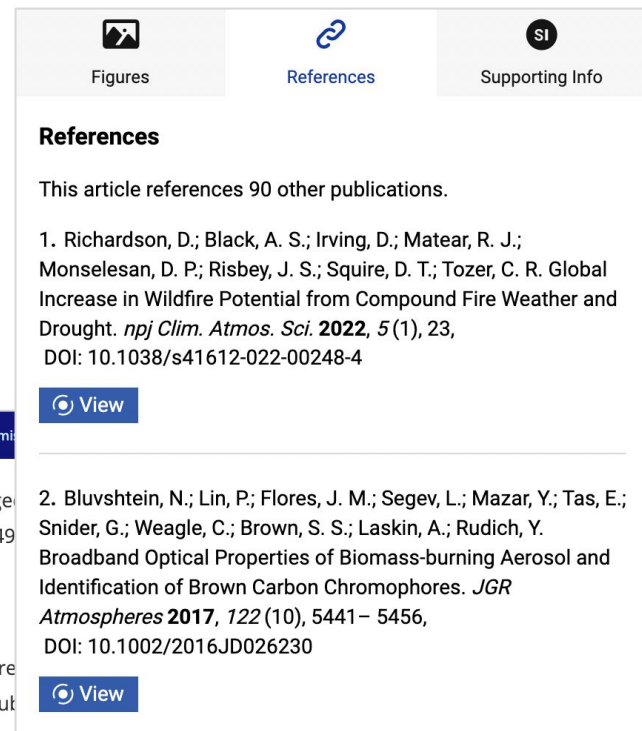 Figures
References
SI
Supporting Info
References
This article references 90 other publications.
1. Richardson, D.; Black, A. S.; Irving, D.; Matear, R. J.;
Monselesan, D. P.; Risbey, J. S.; Squire, D. T.; Tozer, C. R. Global
Increase in Wildfire Potential from Compound Fire Weather and
Drought. npj Clim. Atmos. Sci. 2022, 5 (1), 23,
DOI: 10.1038/s41612-022-00248-4
View
2. Bluvshtein, N.; Lin, P.; Flores, J. M.; Segev, L.; Mazar, Y.; Tas, E.;
Snider, G.; Weagle, C.; Brown, S. S.; Laskin, A.; Rudich, Y.
Broadband Optical Properties of Biomass-burning Aerosol and
Identification of Brown Carbon Chromophores. JGR
Atmospheres 2017, 122 (10), 5441– 5456,
DOI: 10.1002/2016JD026230
View